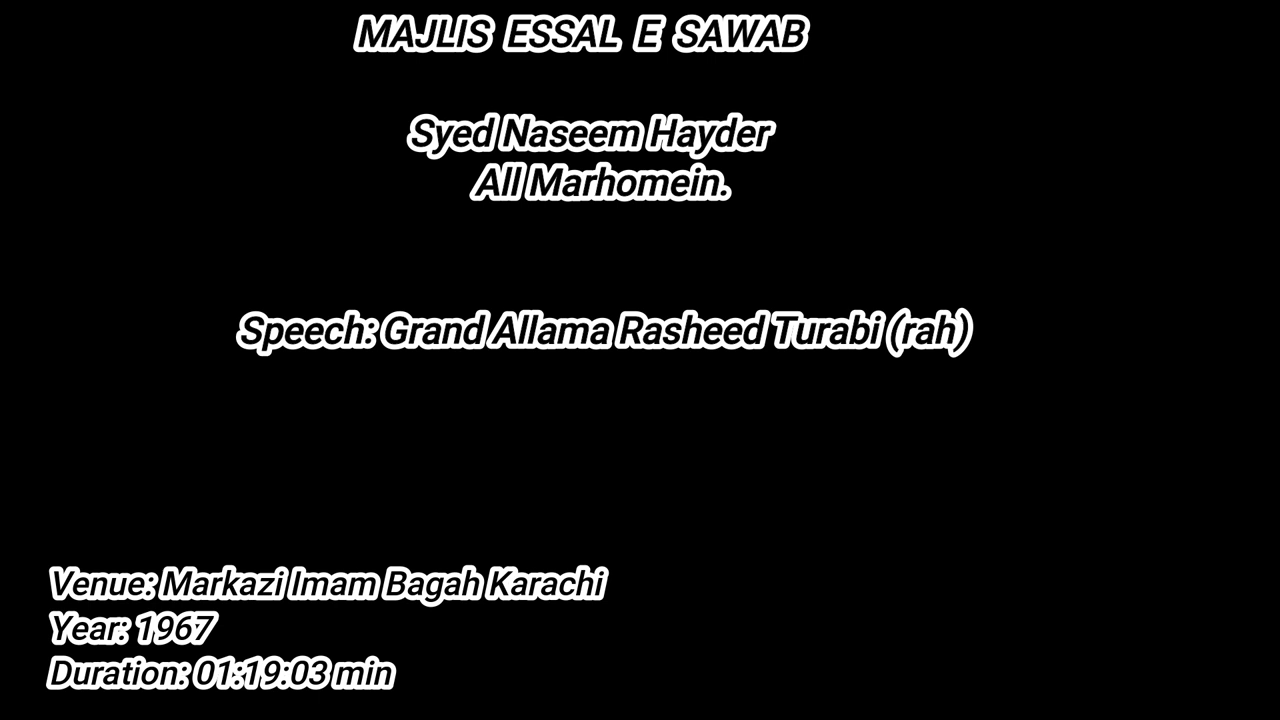 MAJLIS ESSAL E SAWAB
Syed Naseem Hayder
All Marhomein.
Speech: Grand Allama Rasheed Turabi (rah)
Venue: Markazi Imam Bagah Karachi
Year: 1967
Duration: 01:19:03 min